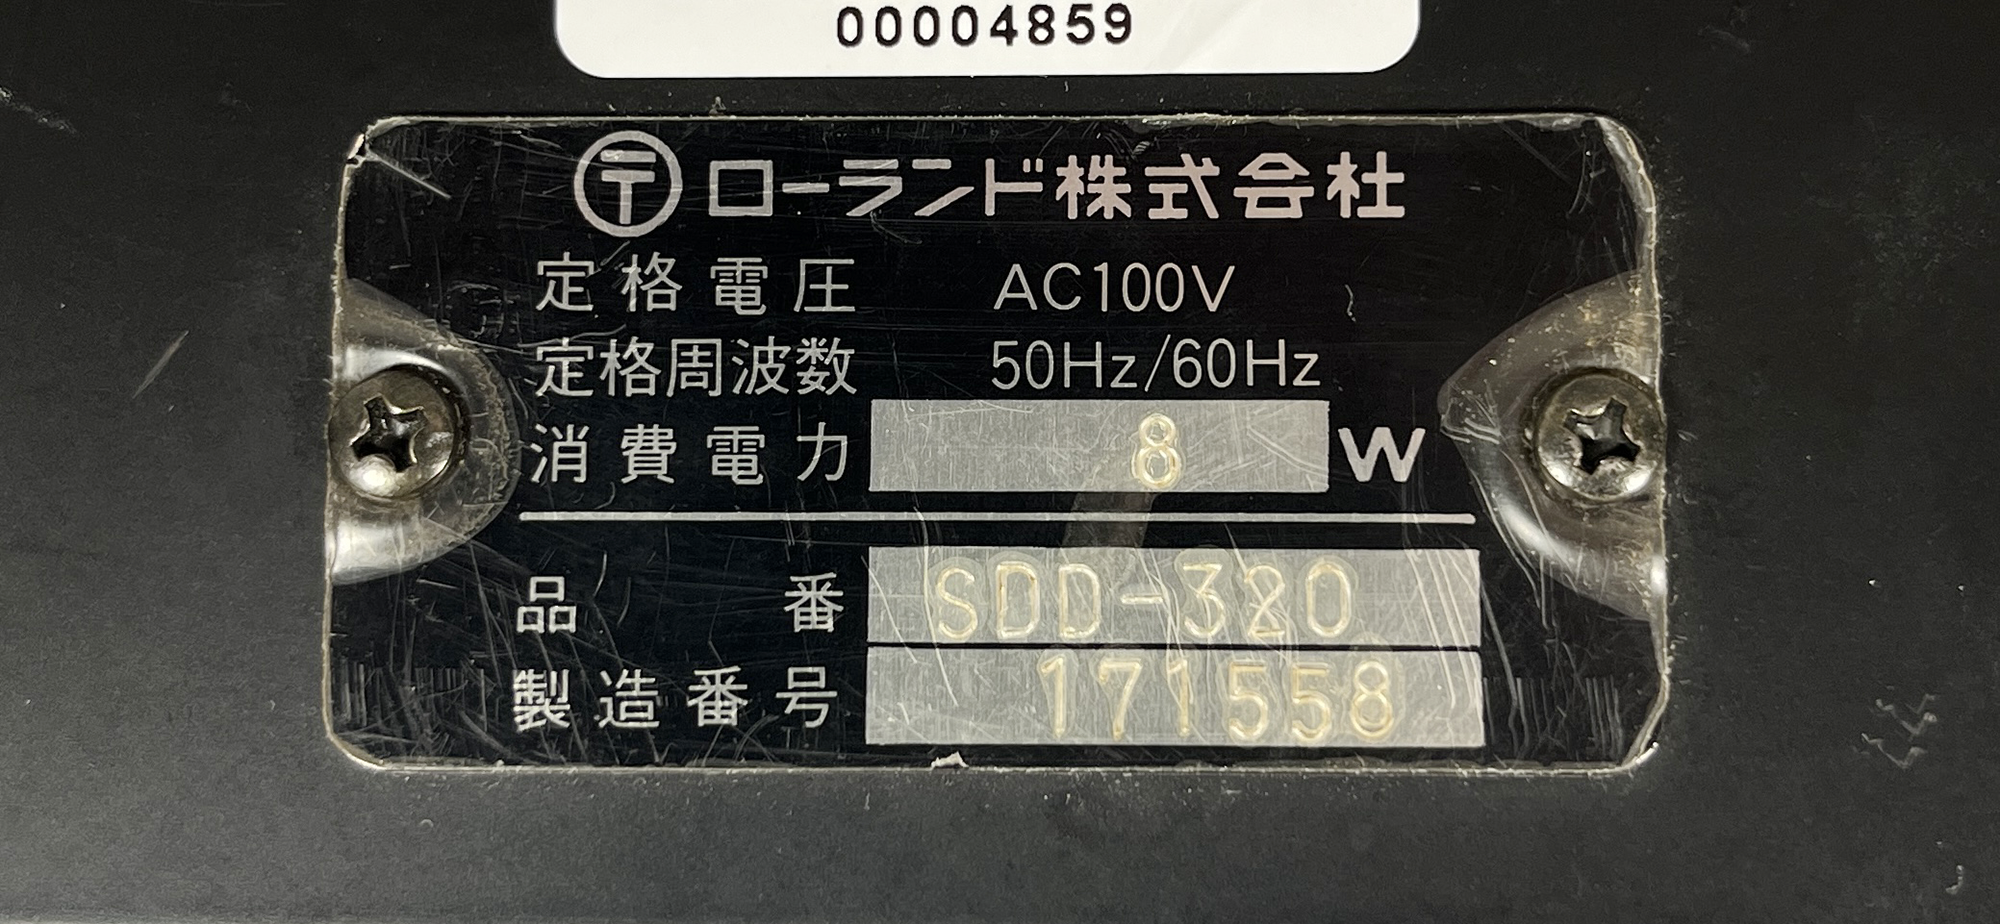 00004859
〒 ローランド株式会社
定格電圧 AC100V
定格周波数 50Hz/60Hz
消費電力 8 W
品番 SDD-320
製造番号 171558